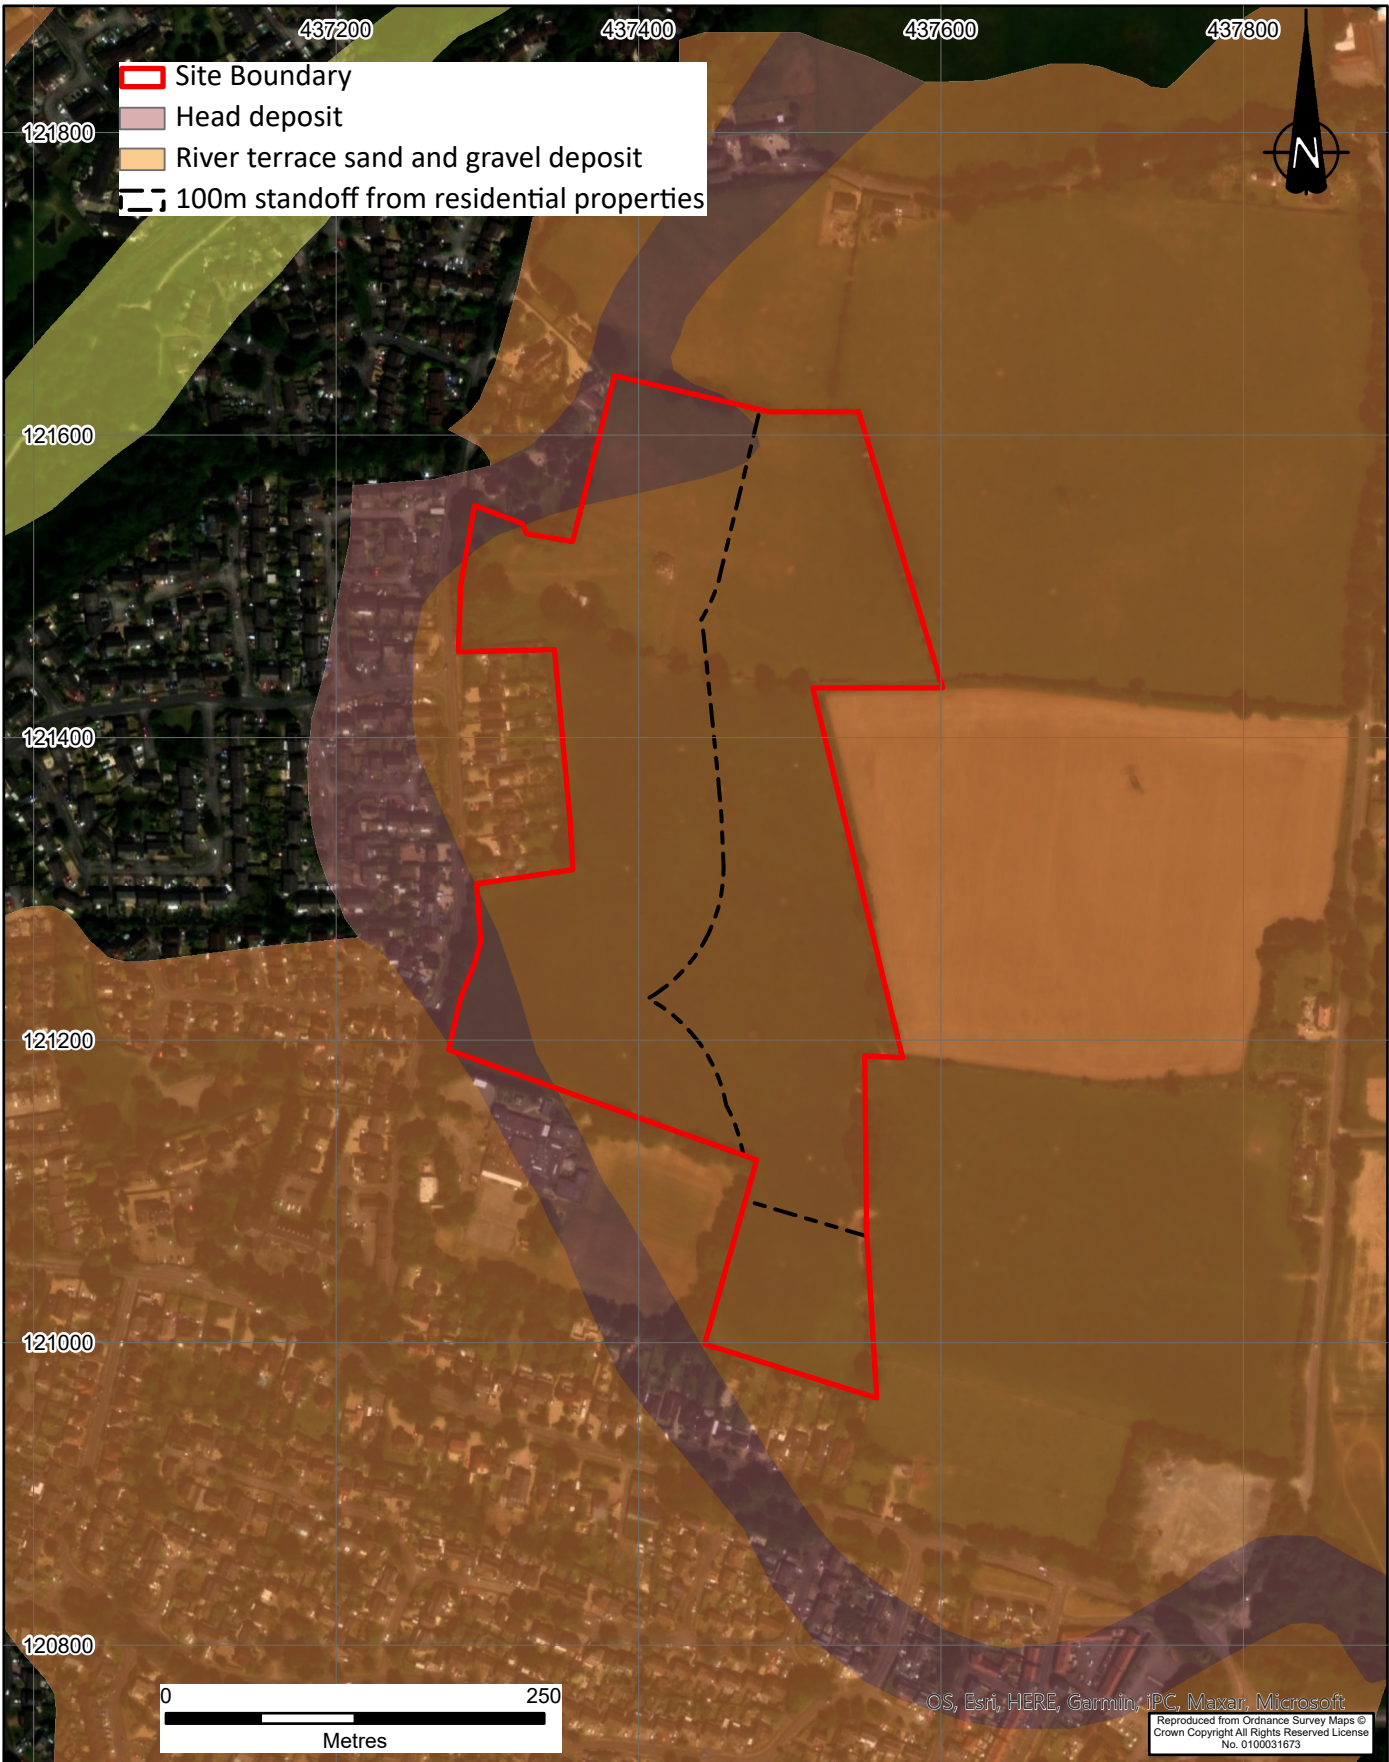 437200
437400
437600
437800
Site Boundary
Head deposit
River terrace sand and gravel deposit
100m standoff from residential properties
N
121800
121600
121400
121200
121000
120800
0 250
Metres
OS, Esri, HERE, Garmin, iPC, Maxar, Microsoft
Reproduced from Ordnance Survey Maps ©
Crown Copyright All Rights Reserved License
No. 0100031673